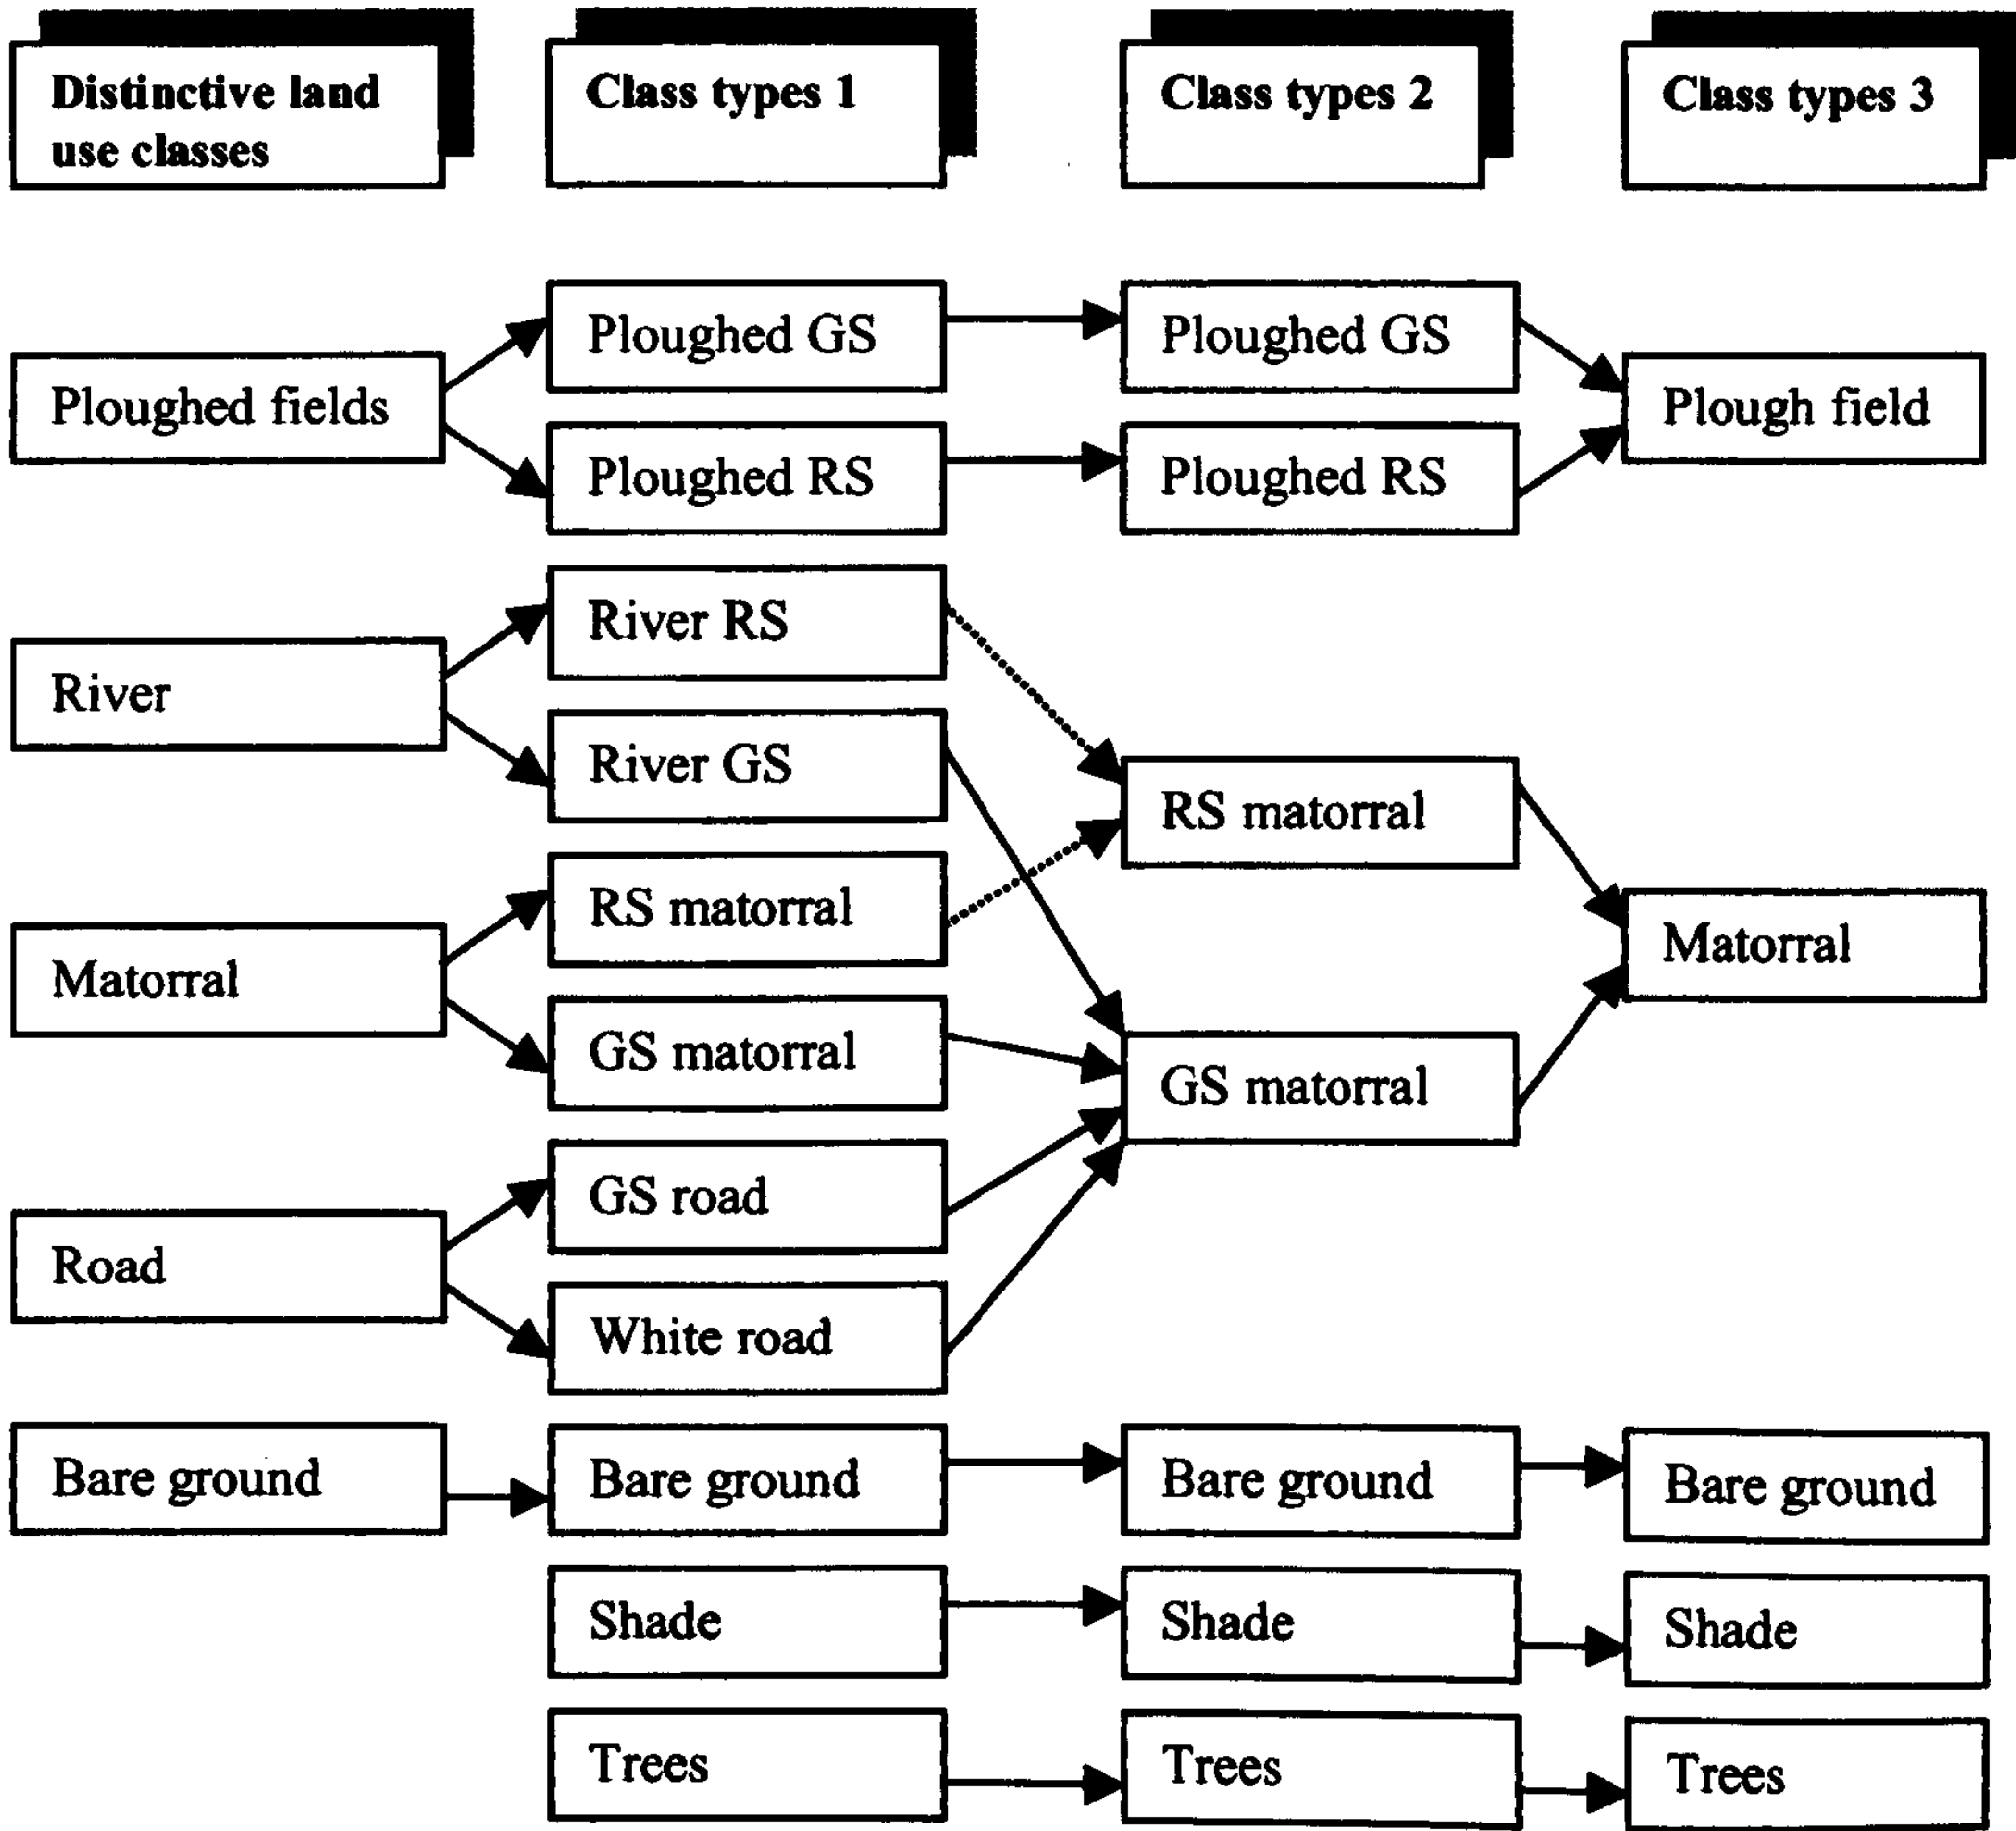 Distinctive land
use classes
Class types 1
Class types 2
Class types 3
Ploughed fields
Ploughed GS
Ploughed GS
Plough field
Ploughed RS
Ploughed RS
River
River RS
River GS
RS matorral
Matorral
RS matorral
Matorral
GS matorral
GS matorral
Road
GS road
White road
Bare ground
Bare ground
Bare ground
Bare ground
Shade
Shade
Shade
Trees
Trees
Trees